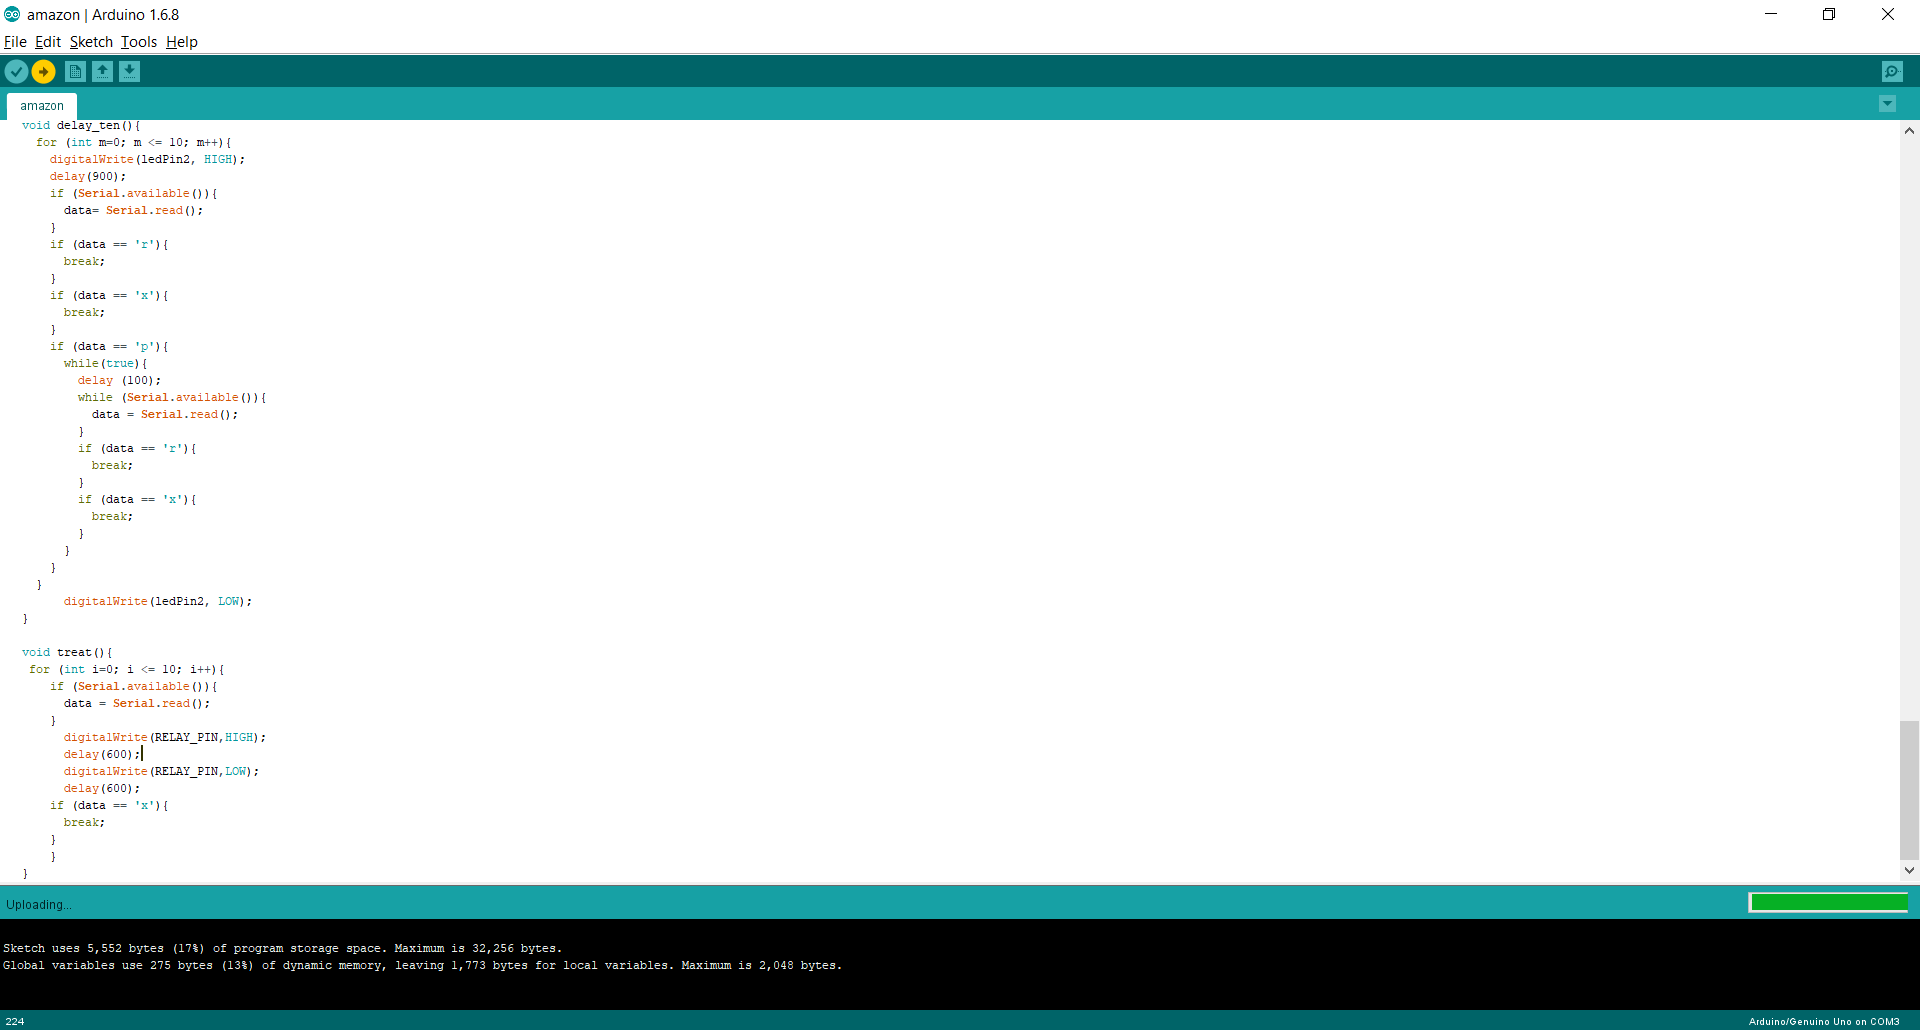 amazon | Arduino 1.6.8
File Edit Sketch Tools Help
amazon
void delay_ten(){
for (int m=0; m <= 10; m++){
digitalWrite(ledPin2, HIGH);
delay(900);
if (Serial.available()){
data= Serial.read();
}
if (data == 'r'){
break;
}
if (data == 'x'){
break;
}
if (data == 'p'){
while(true){
delay (100);
while (Serial.available()){
data = Serial.read();
}
if (data == 'r'){
break;
}
if (data == 'x'){
break;
}
}
}
}
digitalWrite(ledPin2, LOW);
}
void treat(){
for (int i=0; i <= 10; i++){
if (Serial.available()){
data = Serial.read();
}
digitalWrite(RELAY_PIN,HIGH);
delay(600);
digitalWrite(RELAY_PIN,LOW);
delay(600);
if (data == 'x'){
break;
}
}
}
Uploading...
Sketch uses 5,552 bytes (17%) of program storage space. Maximum is 32,256 bytes.
Global variables use 275 bytes (13%) of dynamic memory, leaving 1,773 bytes for local variables. Maximum is 2,048 bytes.
224
Arduino/Genuino Uno on COM3